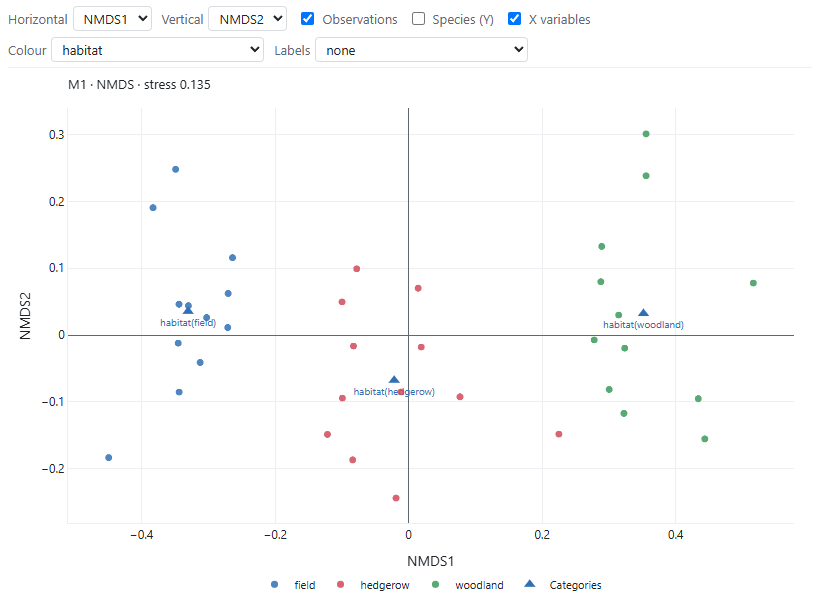 Horizontal NMDS1 Vertical NMDS2 Observations Species (Y) X variables
Colour habitat Labels none
M1 · NMDS · stress 0.135
0.3
0.2
0.1
0
−0.1
−0.2
NMDS2
habitat(field)
habitat(hedgerow)
habitat(woodland)
−0.4 −0.2 0 0.2 0.4
NMDS1
field hedgerow woodland Categories